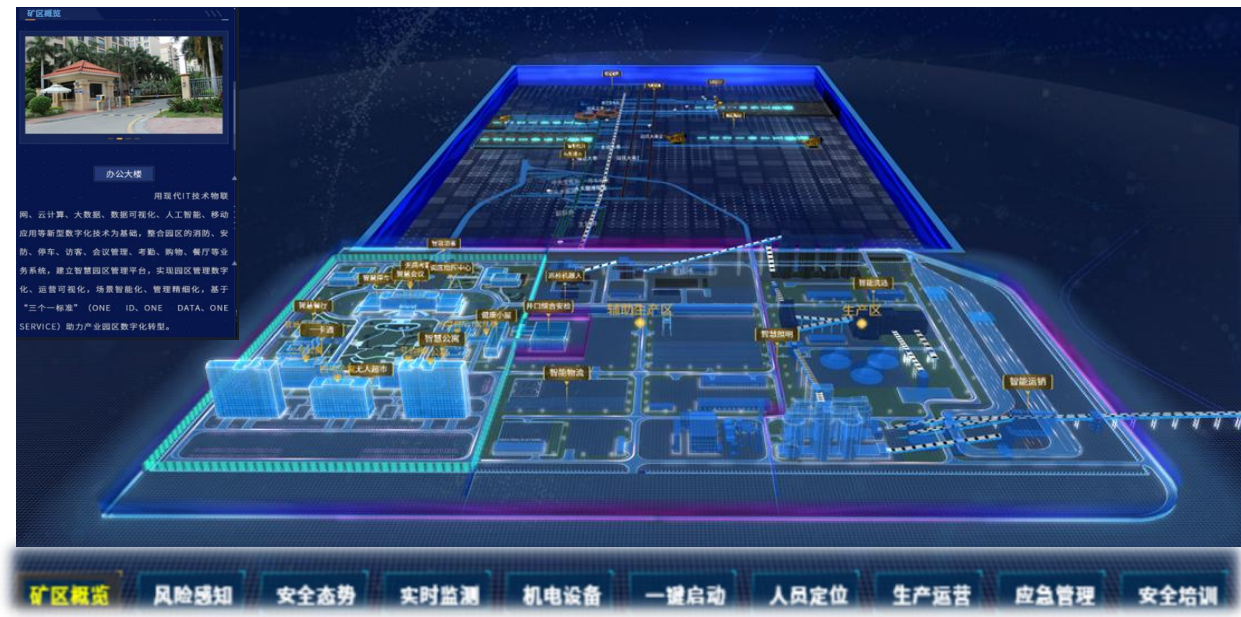 矿区概览
办公大楼
用现代IT技术物联
网、云计算、大数据、数据可视化、人工智能、移动
应用等新型数字化技术为基础，整合园区的消防、安
防、停车、访客、会议管理、考勤、购物、餐厅等业
务系统，建立智慧园区管理平台，实现园区管理数字
化、运营可视化，场景智能化、管理精细化，基于
“三个一标准”（ONE ID、ONE DATA、ONE
SERVICE）助力产业园区数字化转型。
智慧访客
智慧停车
智慧会议
巡检机器人
智能洗选
智慧餐厅
井口综合安检
健康小屋
辅助生产区
生产区
一卡通
智慧公寓
智慧照明
无人超市
智能物流
智能运销
矿区概览 风险感知 安全态势 实时监测 机电设备 一键启动 人员定位 生产运营 应急管理 安全培训